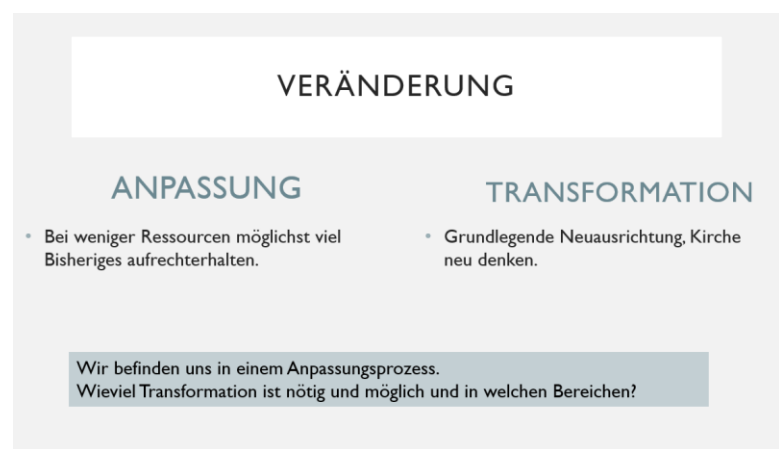 VERÄNDERUNG
ANPASSUNG
• Bei weniger Ressourcen möglichst viel
Bisheriges aufrechterhalten.
TRANSFORMATION
• Grundlegende Neuausrichtung, Kirche
neu denken.
Wir befinden uns in einem Anpassungsprozess.
Wieviel Transformation ist nötig und möglich und in welchen Bereichen?